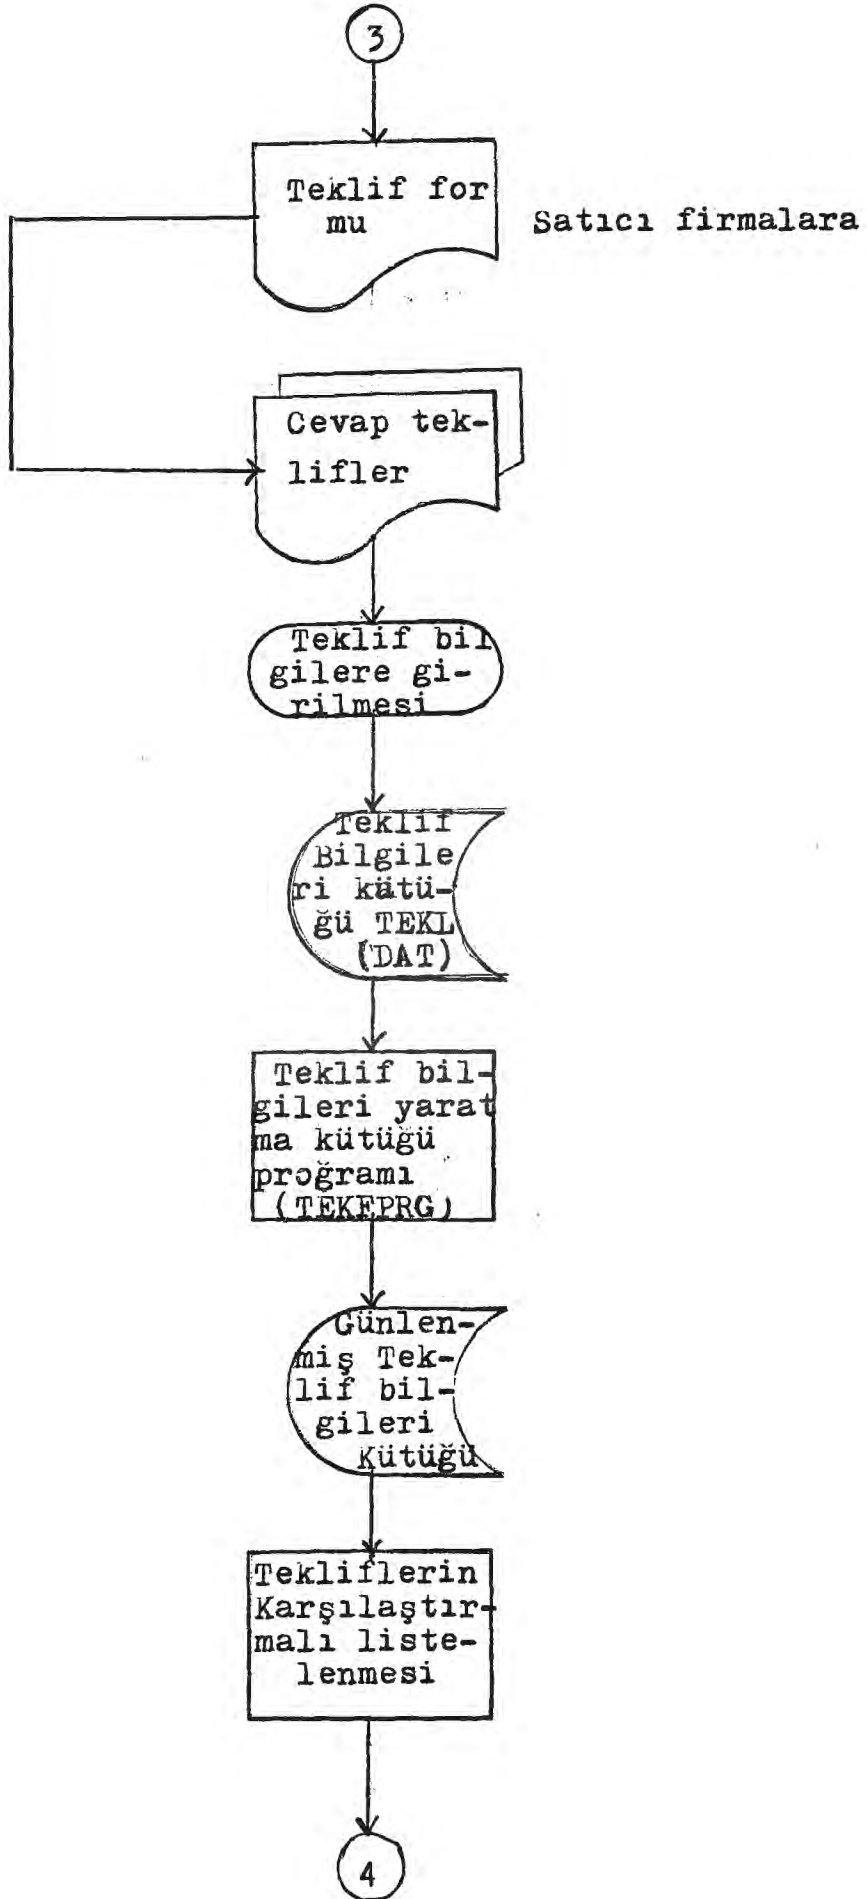 3
Teklif for
mu
Satıcı firmalara
Cevap tek-
lifler
Teklif bil
gilere gi-
rilmesi
Teklif
Bilgile
ri kütü-
ğü TEKL
(DAT)
Teklif bil-
gileri yarat
ma kütüğü
proğramı
(TEKEPRG)
Günlen-
miş Tek-
lif bil-
gileri
Kütüğü
Tekliflerin
Karşılaştır-
malı liste-
lenmesi
4